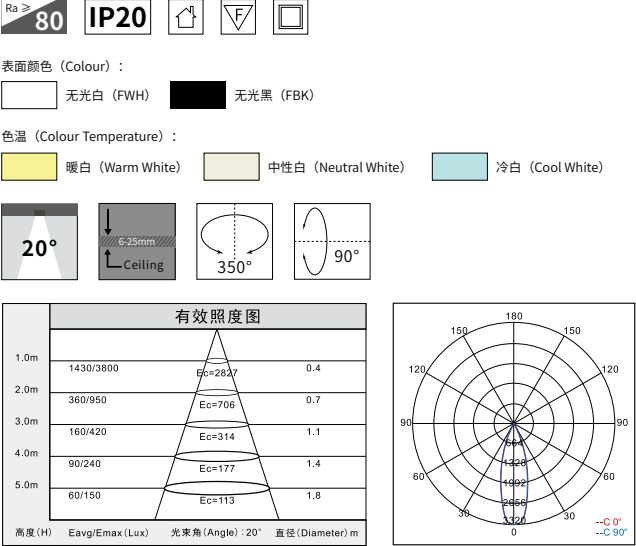 Ra ≥ 80 IP20 F
表面颜色（Colour）：
无光白（FWH） 无光黑（FBK）
色温（Colour Temperature）：
暖白（Warm White） 中性白（Neutral White） 冷白（Cool White）
20° 6-25mm Ceiling 350° 90°
有效照度图
1.0m 1430/3800 Ec=2827 0.4
2.0m 360/950 Ec=706 0.7
3.0m 160/420 Ec=314 1.1
4.0m 90/240 Ec=177 1.4
5.0m 60/150 Ec=113 1.8
高度(H) Eavg/Emax(Lux) 光束角(Angle)：20° 直径(Diameter) m
180
150 150
120 120
90 90
664
1328
60 60
1992
2656
30 30
3320
0
--C 0°
--C 90°